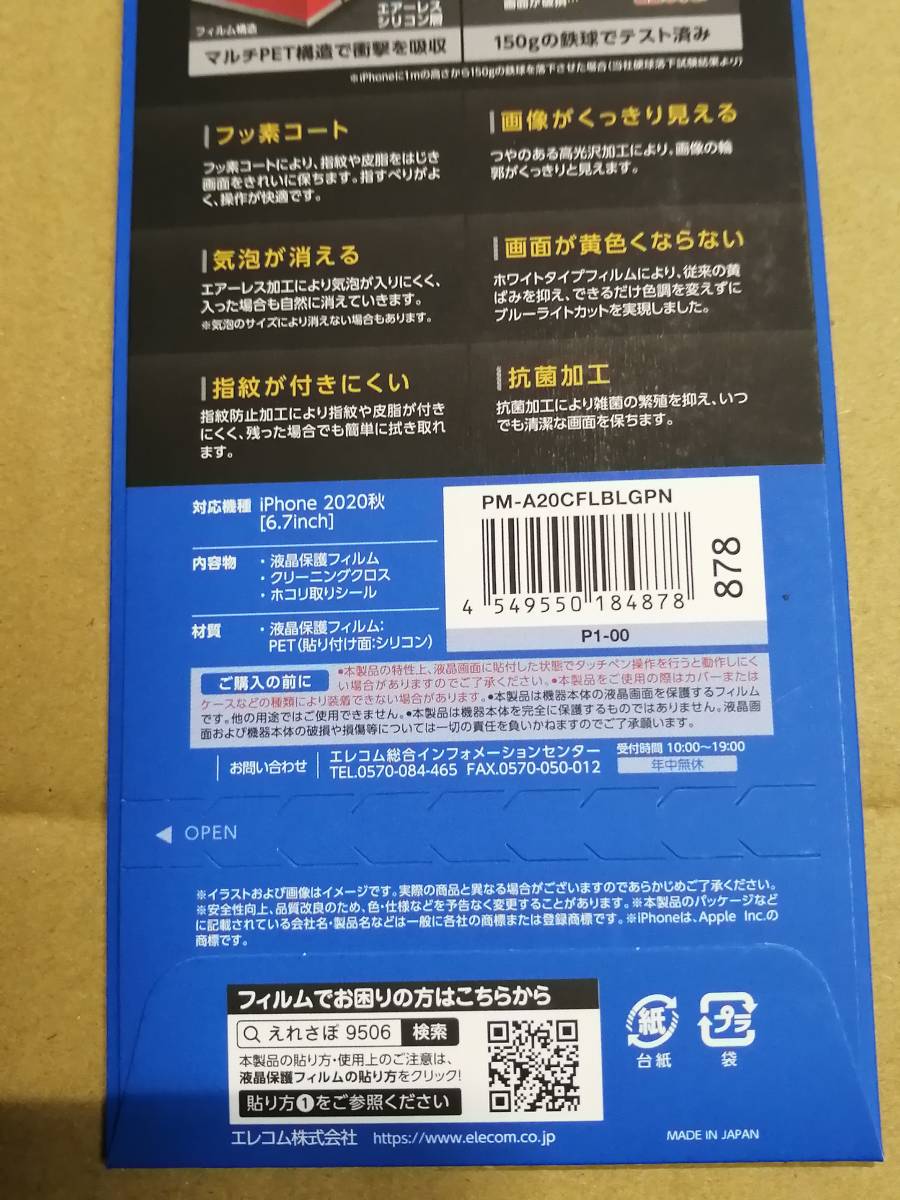 エアーレス
シリコン層
フィルム構造
マルチPET構造で衝撃を吸収
150gの鉄球でテスト済み
※iPhoneに1mの高さから150gの鉄球を落下させた場合(当社硬球落下試験結果より)
フッ素コート
フッ素コートにより、指紋や皮脂をはじき
画面をきれいに保ちます。指すべりがよ
く、操作が快適です。
画像がくっきり見える
つやのある高光沢加工により、画像の輪
郭がくっきりと見えます。
気泡が消える
エアーレス加工により気泡が入りにくく、
入った場合も自然に消えていきます。
※気泡のサイズにより消えない場合もあります。
画面が黄色くならない
ホワイトタイプフィルムにより、従来の黄
ばみを抑え、できるだけ色調を変えずに
ブルーライトカットを実現しました。
指紋が付きにくい
指紋防止加工により指紋や皮脂が付き
にくく、残った場合でも簡単に拭き取れ
ます。
抗菌加工
抗菌加工により雑菌の繁殖を抑え、いつ
でも清潔な画面を保ちます。
対応機種 iPhone 2020秋
[6.7inch]
内容物 ・液晶保護フィルム
・クリーニングクロス
・ホコリ取りシール
材質 ・液晶保護フィルム:
PET(貼り付け面:シリコン)
PM-A20CFLBLGPN
4 549550 184878
878
P1-00
ご購入の前に ●本製品の特性上、液晶画面に貼付した状態でタッチペン操作を行うと動作しにく
い場合がありますのでご了承ください。●本製品をご使用の際はカバーまたは
ケースなどの種類により装着できない場合があります。●本製品は機器本体の液晶画面を保護するフィルム
です。他の用途ではご使用できません。●本製品は機器本体を完全に保護するものではありません。液晶画
面および機器本体の破損や損傷等については一切の責任を負いかねますのでご了承願います。
お問い合わせ
エレコム総合インフォメーションセンター
TEL.0570-084-465 FAX.0570-050-012
受付時間 10:00〜19:00
年中無休
OPEN
※イラストおよび画像はイメージです。実際の商品と異なる場合がございますのであらかじめご了承ください。
※安全性向上、品質改良のため、色・仕様などを予告なく変更することがあります。※本製品のパッケージなど
に記載されている会社名・製品名などは一般に各社の商標または登録商標です。※iPhoneは、Apple Inc.の
商標です。
フィルムでお困りの方はこちらから
えれさぽ 9506 検索
本製品の貼り方・使用上のご注意は、
液晶保護フィルムの貼り方をクリック!
貼り方❶をご参照ください
紙
台紙
プラ
袋
エレコム株式会社 https://www.elecom.co.jp
MADE IN JAPAN